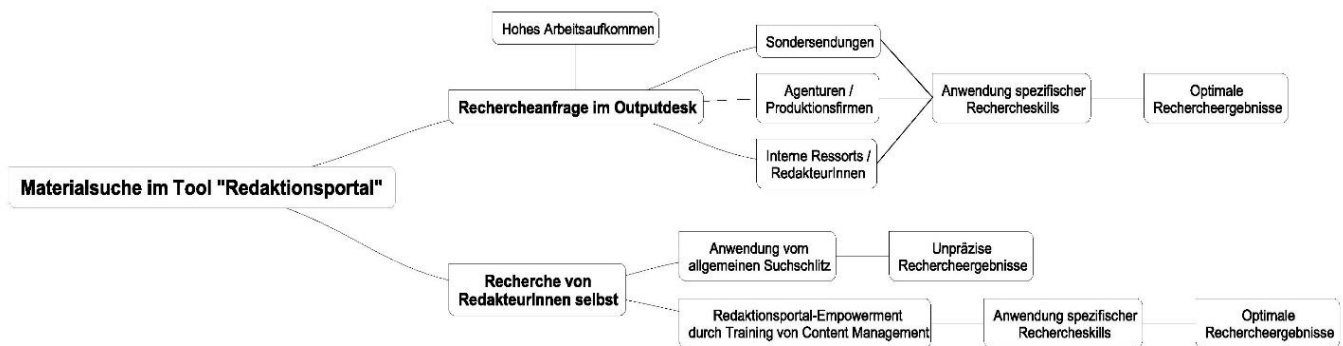 Hohes Arbeitsaufkommen
Sondersendungen
Rechercheanfrage im Outputdesk
Agenturen /
Produktionsfirmen
Anwendung spezifischer
Rechercheskills
Optimale
Rechercheergebnisse
Interne Ressorts /
RedakteurInnen
Materialsuche im Tool "Redaktionsportal"
Recherche von
RedakteurInnen selbst
Anwendung vom
allgemeinen Suchschlitz
Unpräzise
Rechercheergebnisse
Redaktionsportal-Empowerment
durch Training von Content Management
Anwendung spezifischer
Rechercheskills
Optimale
Rechercheergebnisse